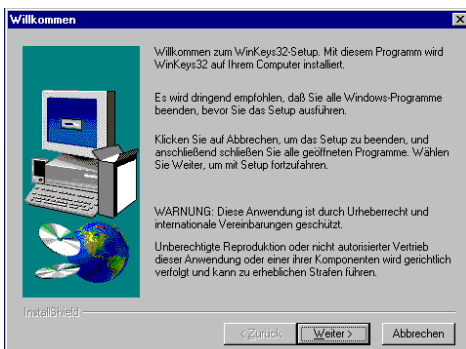 Willkommen
Willkommen zum WinKeys32-Setup. Mit diesem Programm wird
WinKeys32 auf Ihrem Computer installiert.
Es wird dringend empfohlen, daß Sie alle Windows-Programme
beenden, bevor Sie das Setup ausführen.
Klicken Sie auf Abbrechen, um das Setup zu beenden, und
anschließend schließen Sie alle geöffneten Programme. Wählen
Sie Weiter, um mit Setup fortzufahren.
WARNUNG: Diese Anwendung ist durch Urheberrecht und
internationale Vereinbarungen geschützt.
Unberechtigte Reproduktion oder nicht autorisierter Vertrieb
dieser Anwendung oder einer ihrer Komponenten wird gerichtlich
verfolgt und kann zu erheblichen Strafen führen.
InstallShield
< Zurück Weiter > Abbrechen